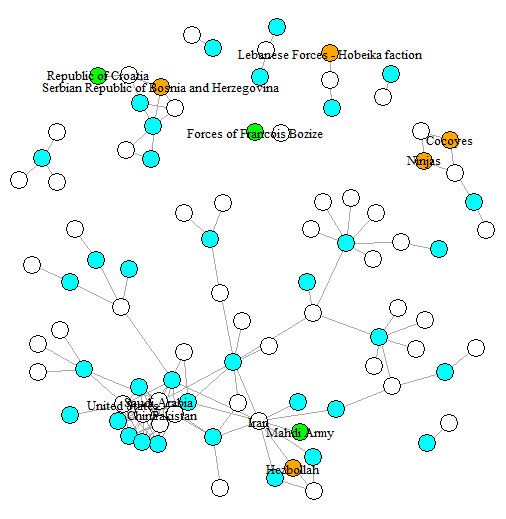 Lebanese Forces - Hobeika faction
Republic of Croatia
Serbian Republic of Bosnia and Herzegovina
Forces of Francois Bozize
Cocoyes
Ninjas
Saudi Arabia
United States
China
Pakistan
Iran
Mahdi Army
Hezbollah